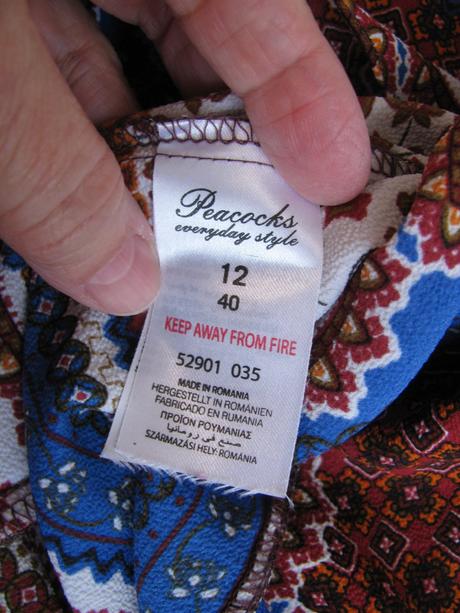 Peacocks
everyday style
12
40
KEEP AWAY FROM FIRE
52901 035
MADE IN ROMANIA
HERGESTELLT IN ROMÄNIEN
FABRICADO EN RUMANIA
ΠΡΟΪΟΝ ΡΟΥΜΑΝΙΑΣ
صنع في رومانيا
SZÁRMAZÁSI HELY:ROMÁNIA